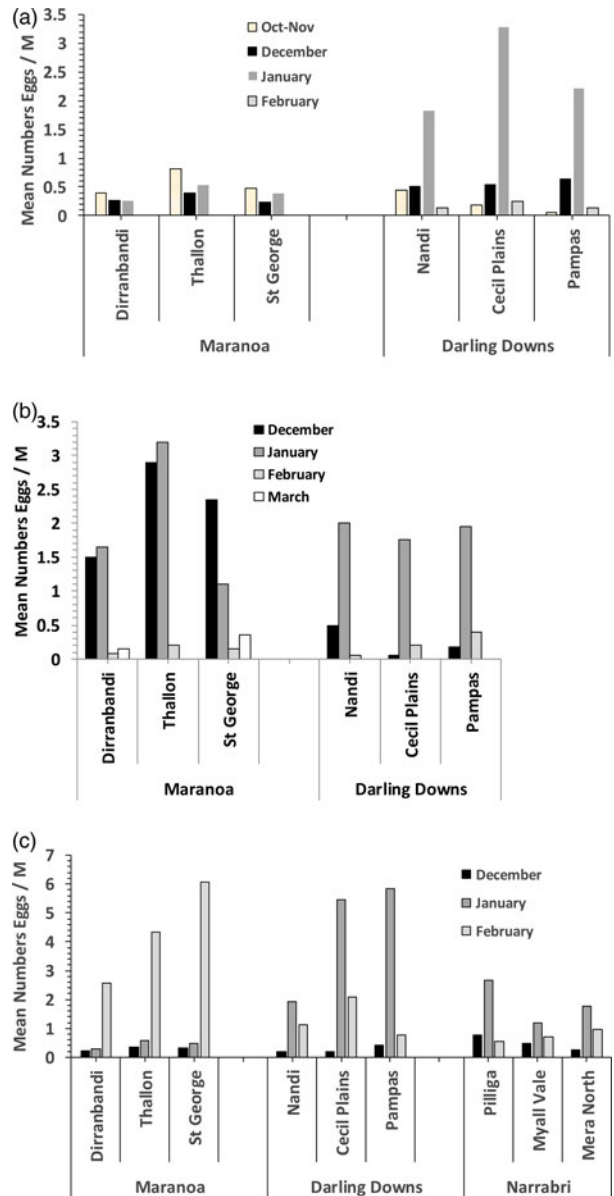 (a)
Mean Numbers Eggs / M
3.5
3
2.5
2
1.5
1
0.5
0
Oct-Nov
December
January
February
Dirranbandi
Thallon
St George
Nandi
Cecil Plains
Pampas
Maranoa
Darling Downs
(b)
Mean Numbers Eggs / M
3.5
3
2.5
2
1.5
1
0.5
0
December
January
February
March
Dirranbandi
Thallon
St George
Nandi
Cecil Plains
Pampas
Maranoa
Darling Downs
(c)
Mean Numbers Eggs / M
7
6
5
4
3
2
1
0
December
January
February
Dirranbandi
Thallon
St George
Nandi
Cecil Plains
Pampas
Pilliga
Myall Vale
Mera North
Maranoa
Darling Downs
Narrabri